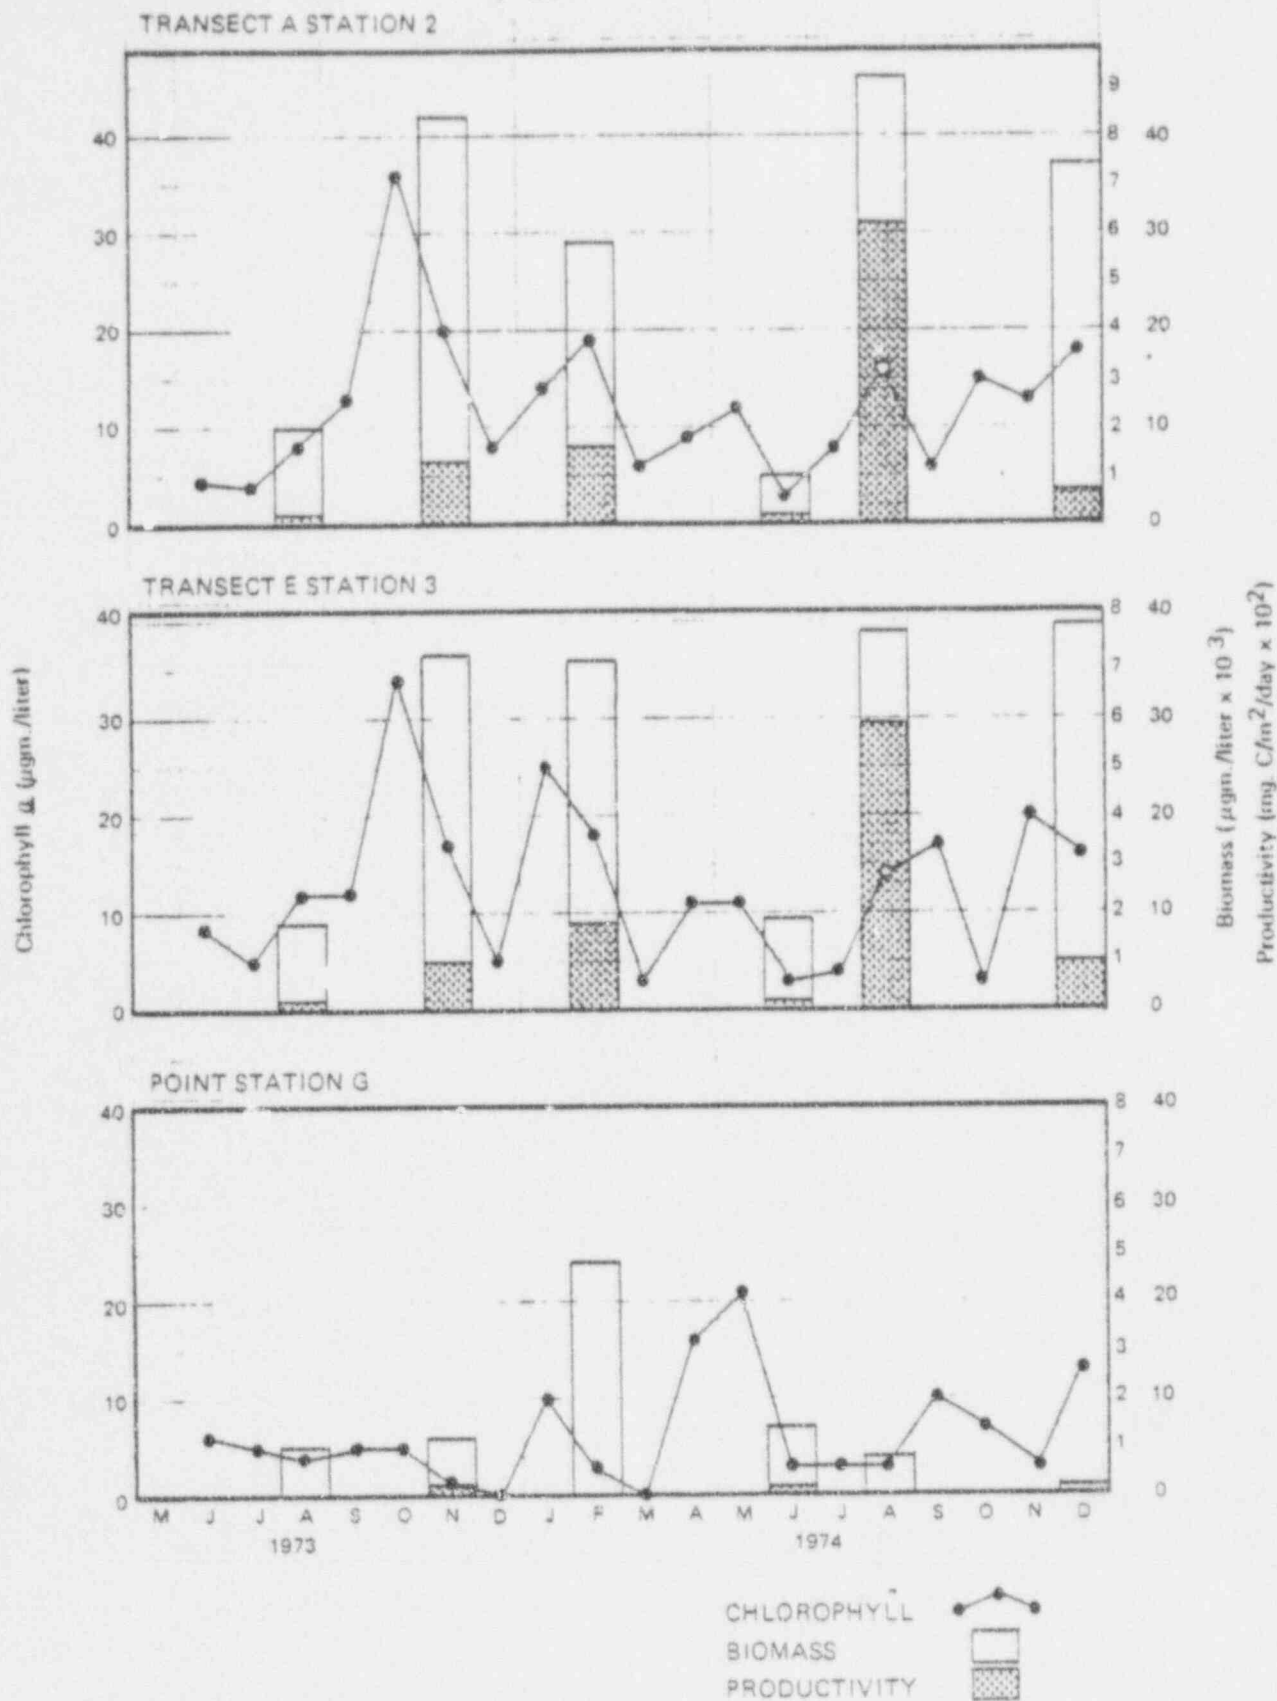 TRANSECT A STATION 2
9
40 8 40
7
30 6 30
5
20 4 20
3
10 2 10
1
0 0
TRANSECT E STATION 3
40 8 40
7
30 6 30
5
20 4 20
3
10 2 10
1
0 0
POINT STATION G
40 8 40
7
30 6 30
5
20 4 20
3
10 2 10
1
0 0
M J J A S O N D J F M A M J J A S O N D
1973 1974
Chlorophyll a (µgm./liter)
Biomass (µgm./liter x 10³)
Productivity (mg. C/m²/day x 10²)
CHLOROPHYLL
BIOMASS
PRODUCTIVITY